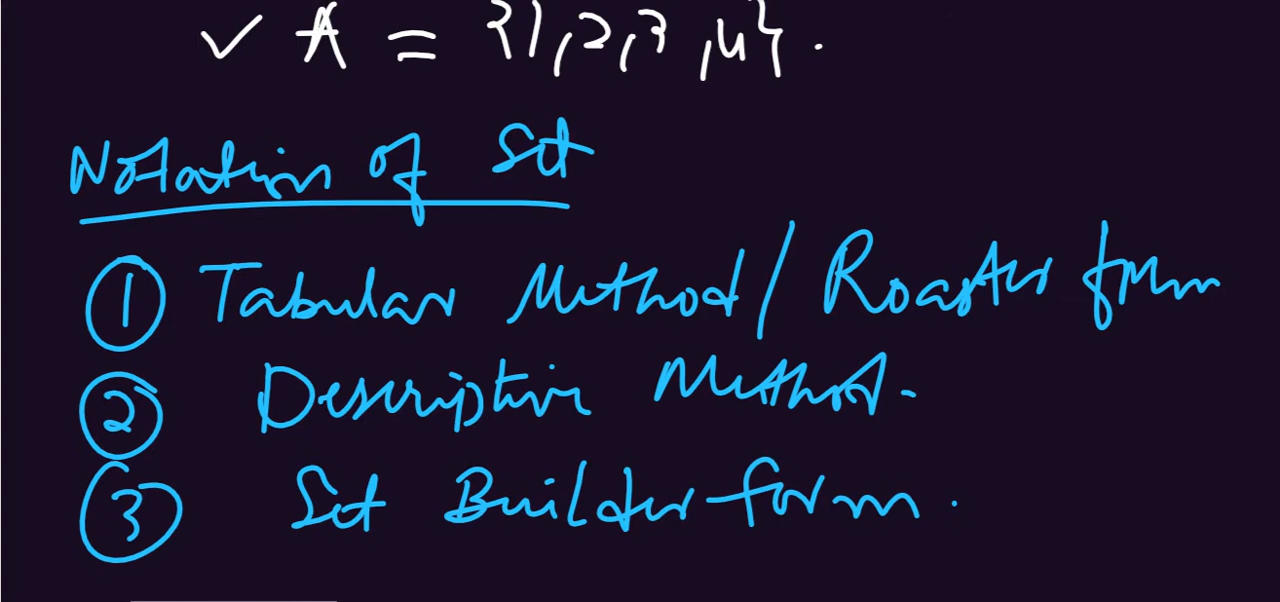 ✓ A = {1,2,3,4}.
Notation of Set
① Tabular Method/ Roaster form
② Descriptive Method.
③ Set Builder form.